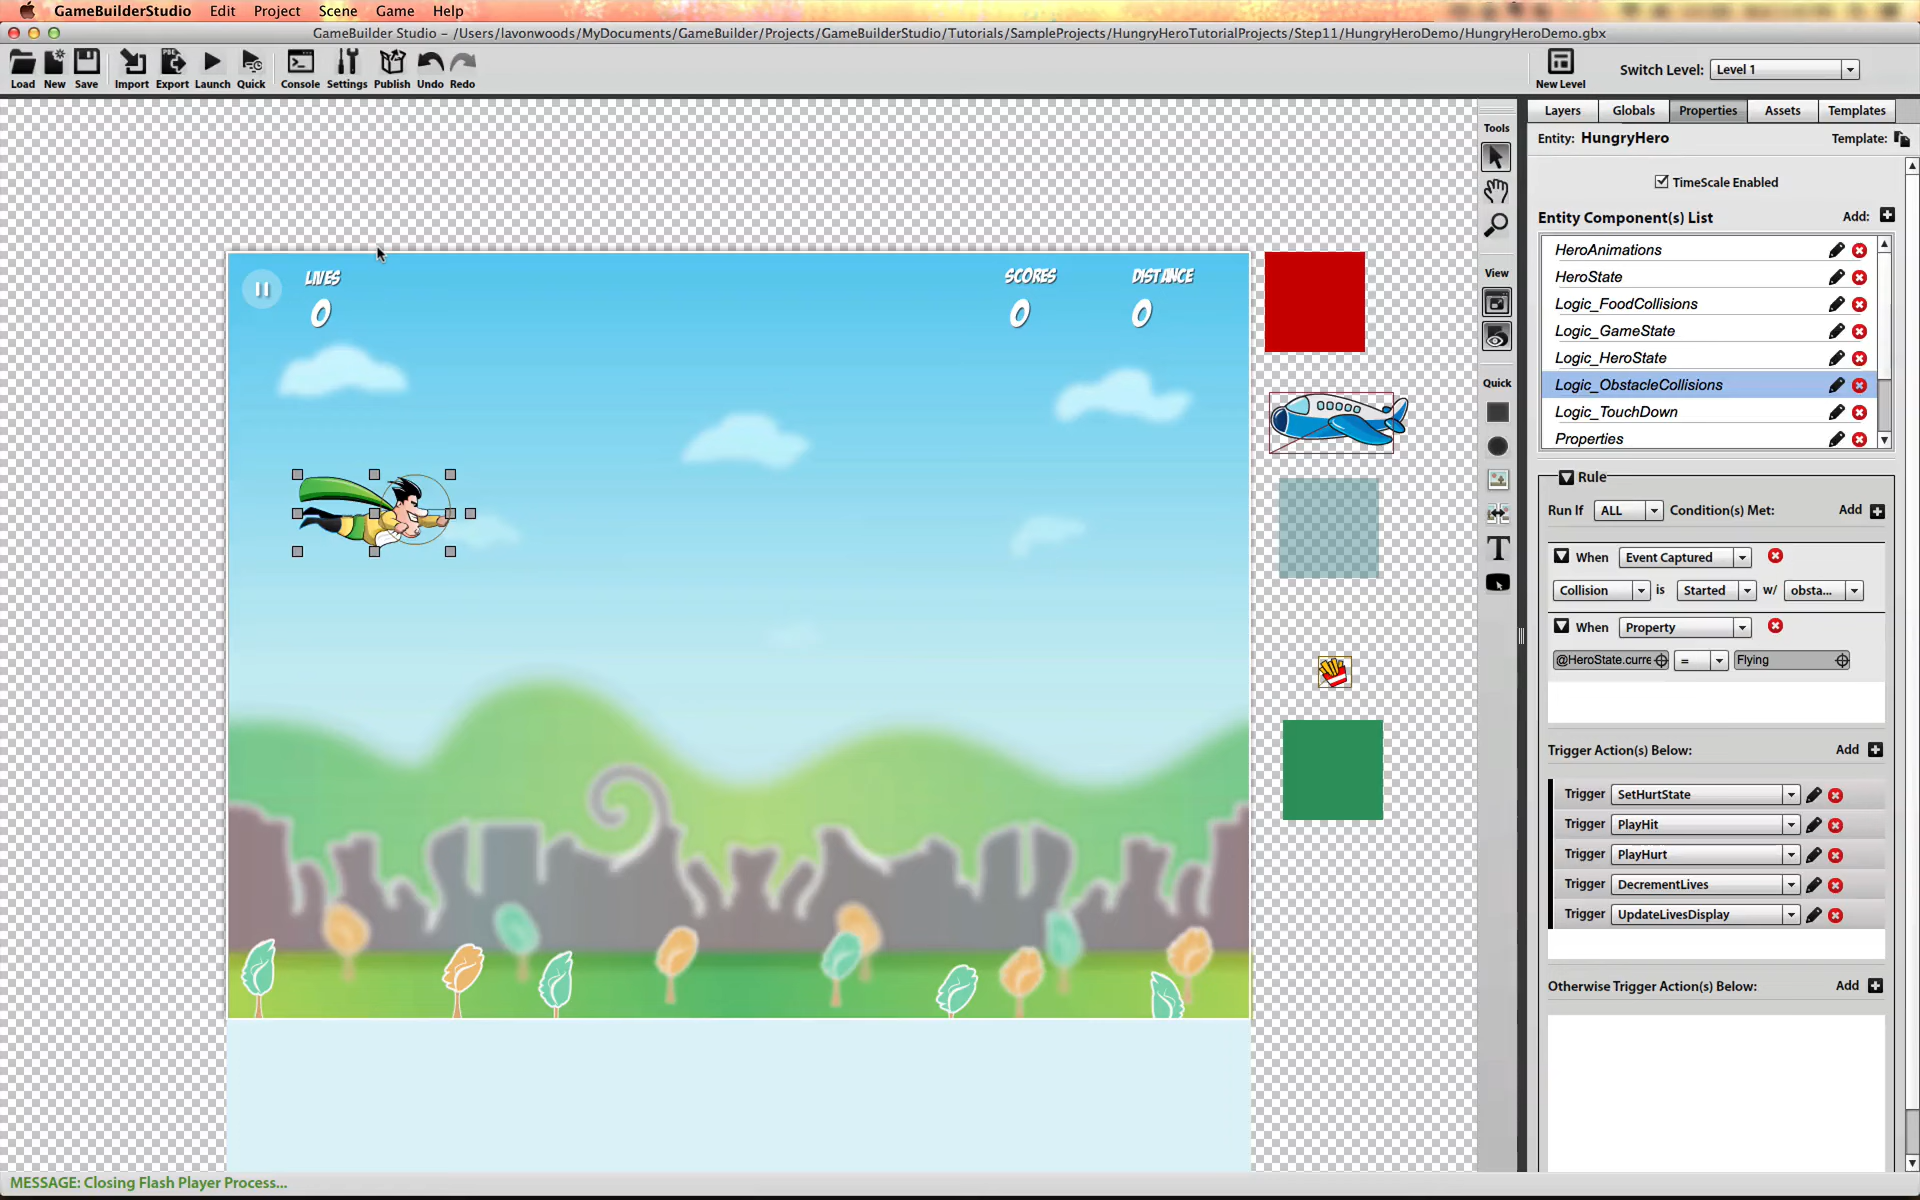 GameBuilderStudio Edit Project Scene Game Help
GameBuilder Studio - /Users/lavonwoods/MyDocuments/GameBuilder/Projects/GameBuilderStudio/Tutorials/SampleProjects/HungryHeroTutorialProjects/Step11/HungryHeroDemo/HungryHeroDemo.gbx
Load New Save Import Export Launch Quick Console Settings Publish Undo Redo
New Level
Switch Level: Level 1
Layers Globals Properties Assets Templates
Entity: HungryHero Template:
TimeScale Enabled
Entity Component(s) List Add:
HeroAnimations
HeroState
Logic_FoodCollisions
Logic_GameState
Logic_HeroState
Logic_ObstacleCollisions
Logic_TouchDown
Properties
Rule
Run If ALL Condition(s) Met: Add
When Event Captured
Collision is Started w/ obsta...
When Property
@HeroState.curre = Flying
Trigger Action(s) Below: Add
Trigger SetHurtState
Trigger PlayHit
Trigger PlayHurt
Trigger DecrementLives
Trigger UpdateLivesDisplay
Otherwise Trigger Action(s) Below: Add
Tools
View
Quick
T
LIVES
0
SCORES
0
DISTANCE
0
MESSAGE: Closing Flash Player Process...